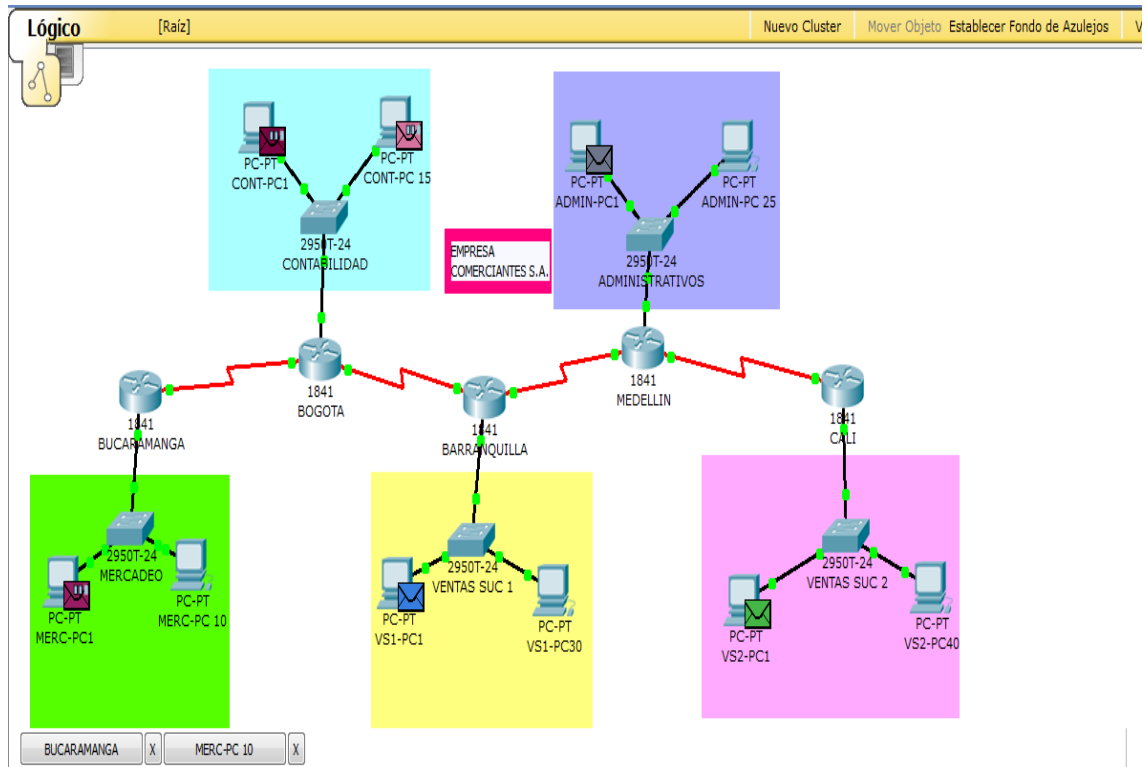 Lógico
[Raíz]
Nuevo Cluster
Mover Objeto
Establecer Fondo de Azulejos
V
PC-PT
CONT-PC1
PC-PT
CONT-PC 15
2950T-24
CONTABILIDAD
EMPRESA
COMERCIANTES S.A.
PC-PT
ADMIN-PC1
PC-PT
ADMIN-PC 25
2950T-24
ADMINISTRATIVOS
1841
BUCARAMANGA
1841
BOGOTA
1841
BARRANQUILLA
1841
MEDELLIN
1841
CALI
2950T-24
MERCADEO
PC-PT
MERC-PC1
PC-PT
MERC-PC 10
2950T-24
VENTAS SUC 1
PC-PT
VS1-PC1
PC-PT
VS1-PC30
2950T-24
VENTAS SUC 2
PC-PT
VS2-PC1
PC-PT
VS2-PC40
BUCARAMANGA
X
MERC-PC 10
X